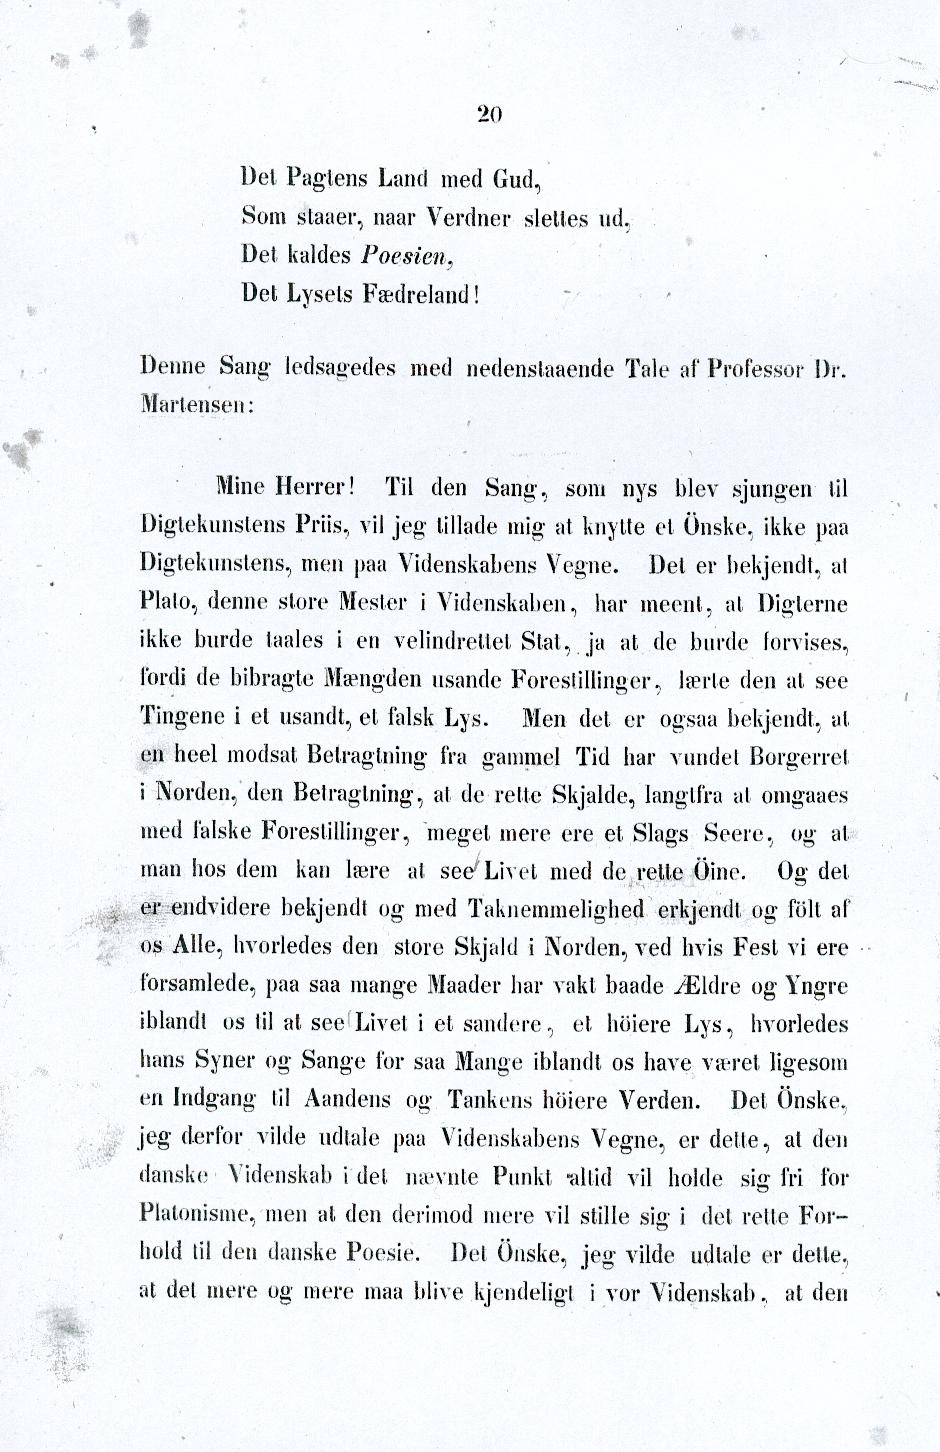 20
Det Pagtens Land med Gud,
Som staaer, naar Verdner slettes ud,
Det kaldes Poesien,
Det Lysets Fædreland!
Denne Sang ledsagedes med nedenstaaende Tale af Professor Dr.
Martensen:
Mine Herrer! Til den Sang, som nys blev sjungen til
Digtekunstens Priis, vil jeg tillade mig at knytte et Önske, ikke paa
Digtekunstens, men paa Videnskabens Vegne. Det er bekjendt, at
Plato, denne store Mester i Videnskaben, har meent, at Digterne
ikke burde taales i en velindrettet Stat, ja at de burde forvises,
fordi de bibragte Mængden usande Forestillinger, lærte den at see
Tingene i et usandt, et falsk Lys. Men det er ogsaa bekjendt, at
en heel modsat Betragtning fra gammel Tid har vundet Borgerret
i Norden, den Betragtning, at de rette Skjalde, langtfra at omgaaes
med falske Forestillinger, meget mere ere et Slags Seere, og at
man hos dem kan lære at see Livet med de rette Öine. Og det
er endvidere bekjendt og med Taknemmelighed erkjendt og fölt af
os Alle, hvorledes den store Skjald i Norden, ved hvis Fest vi ere
forsamlede, paa saa mange Maader har vakt baade Ældre og Yngre
iblandt os til at see Livet i et sandere, et höiere Lys, hvorledes
hans Syner og Sange for saa Mange iblandt os have været ligesom
en Indgang til Aandens og Tankens höiere Verden. Det Önske,
jeg derfor vilde udtale paa Videnskabens Vegne, er dette, at den
danske Videnskab i det nævnte Punkt altid vil holde sig fri for
Platonisme, men at den derimod mere vil stille sig i det rette For-
hold til den danske Poesie. Det Önske, jeg vilde udtale er dette,
at det mere og mere maa blive kjendeligt i vor Videnskab, at den